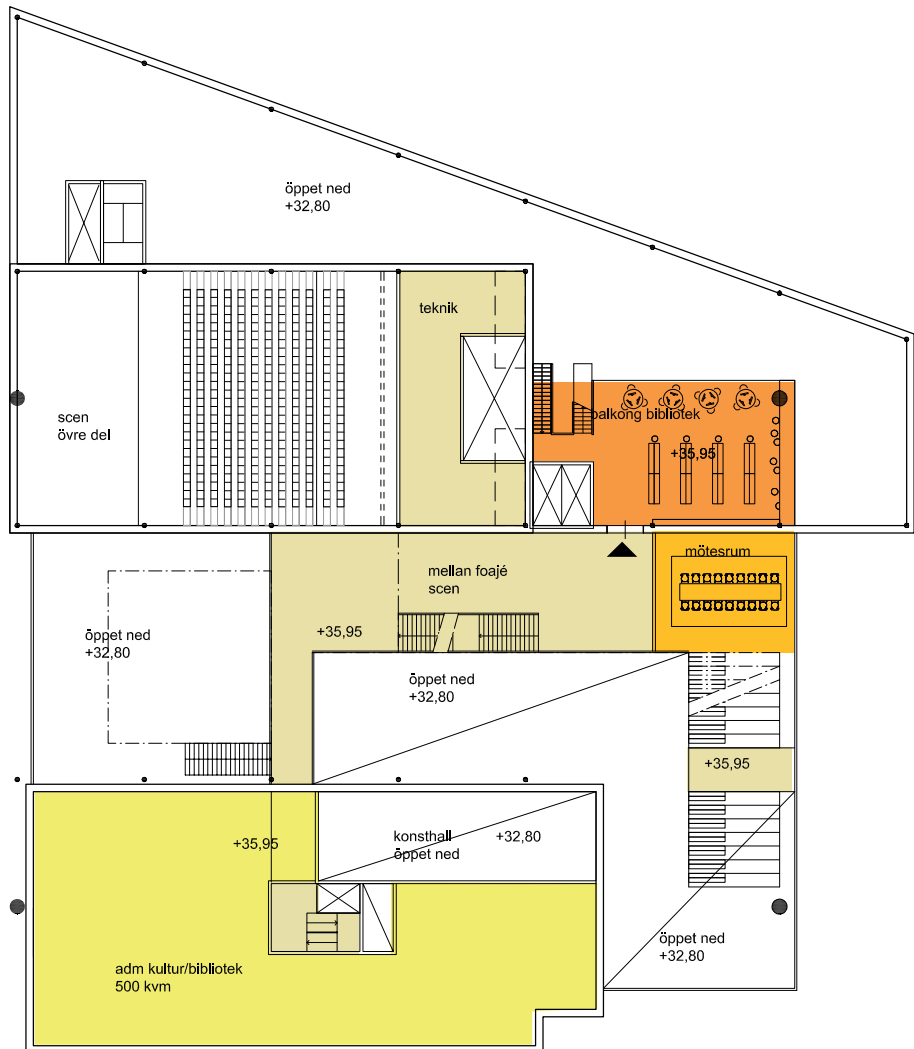 öppet ned
+32,80
teknik
scen
övre del
balkong bibliotek
+35,95
mötesrum
mellan foajé
scen
+35,95
öppet ned
+32,80
öppet ned
+32,80
+35,95
+35,95
konsthall
öppet ned
+32,80
öppet ned
+32,80
adm kultur/bibliotek
500 kvm